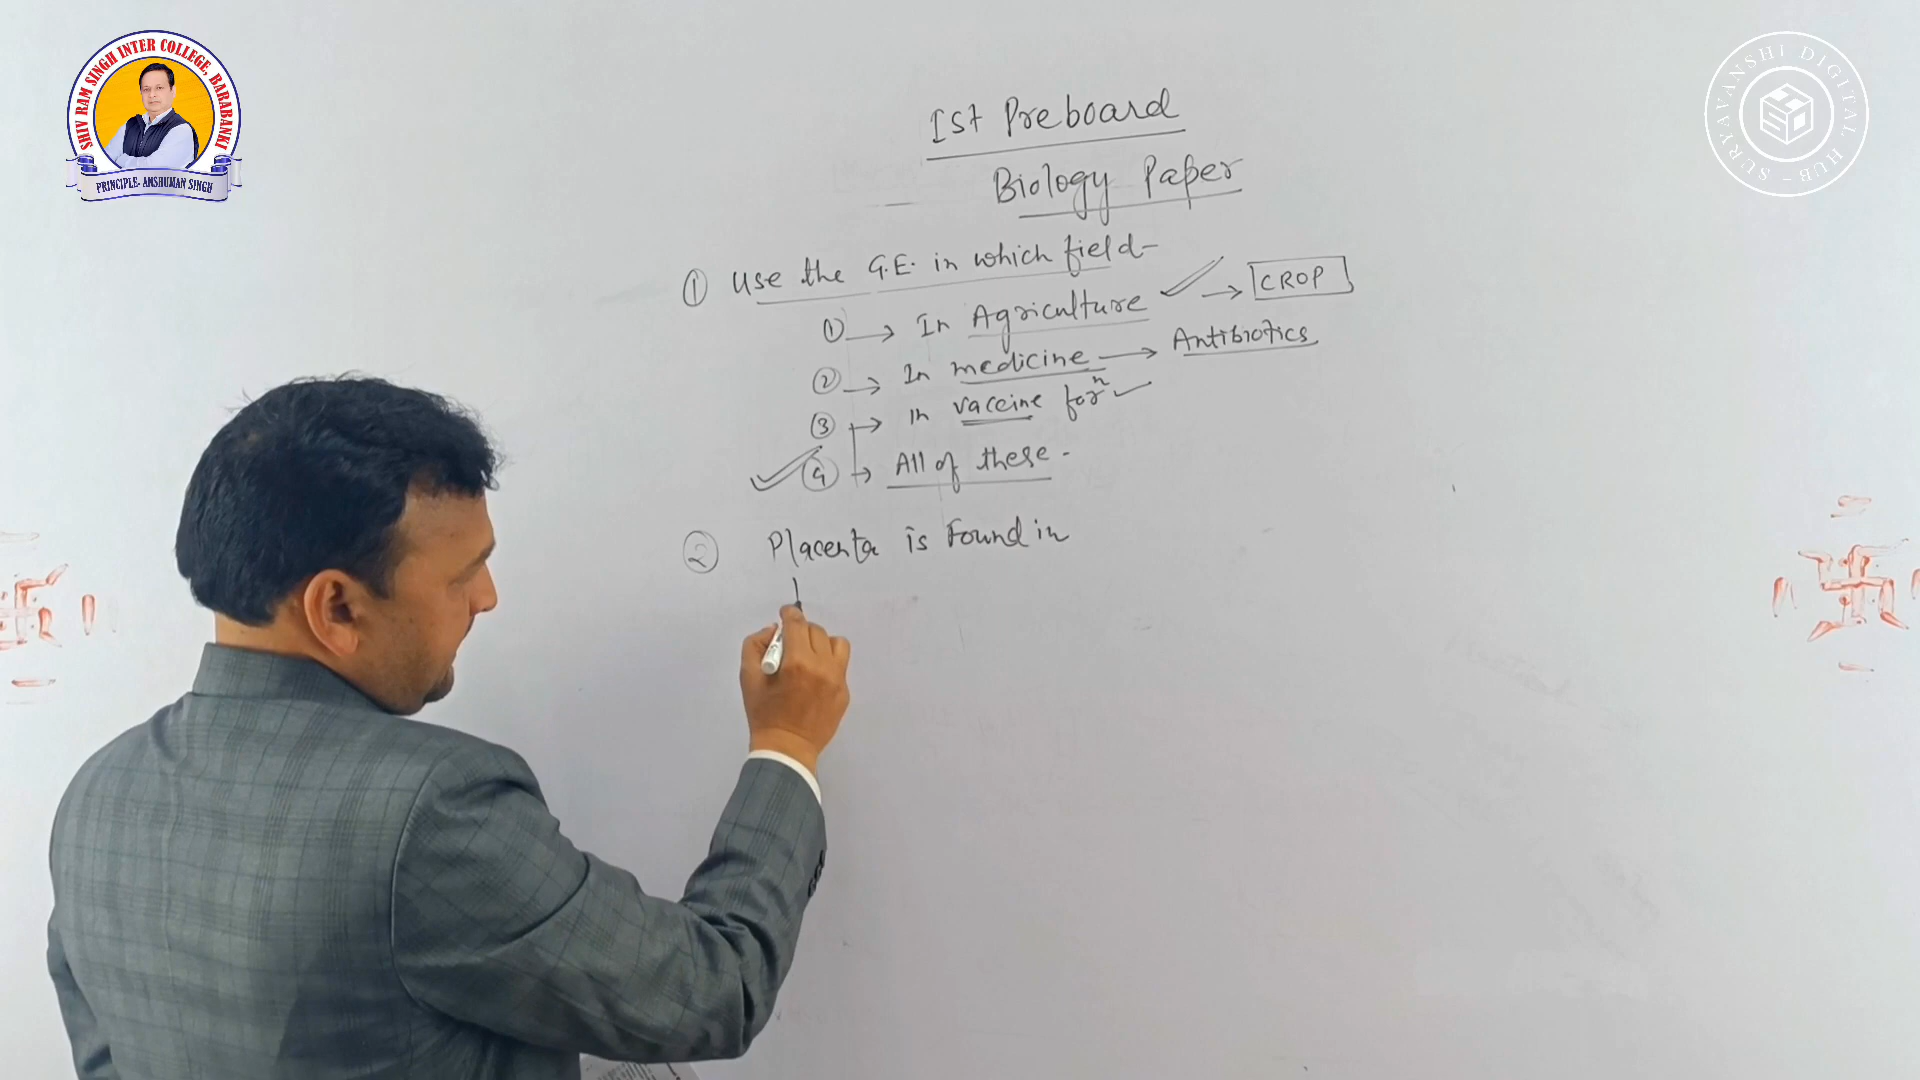 SHIV RAM SINGH INTER COLLEGE, BARABANKI
PRINCIPLE- ANSHUMAN SINGH
SURYAVANSHI DIGITAL HUB -
Ist Preboard
Biology Paper
① Use the G.E. in which field-
① → In Agriculture ✓ → CROP
② → In medicine → Antibiotics
③ → in vaccine forⁿ ✓
✓ ④ → All of these -
② Placenta is Found in